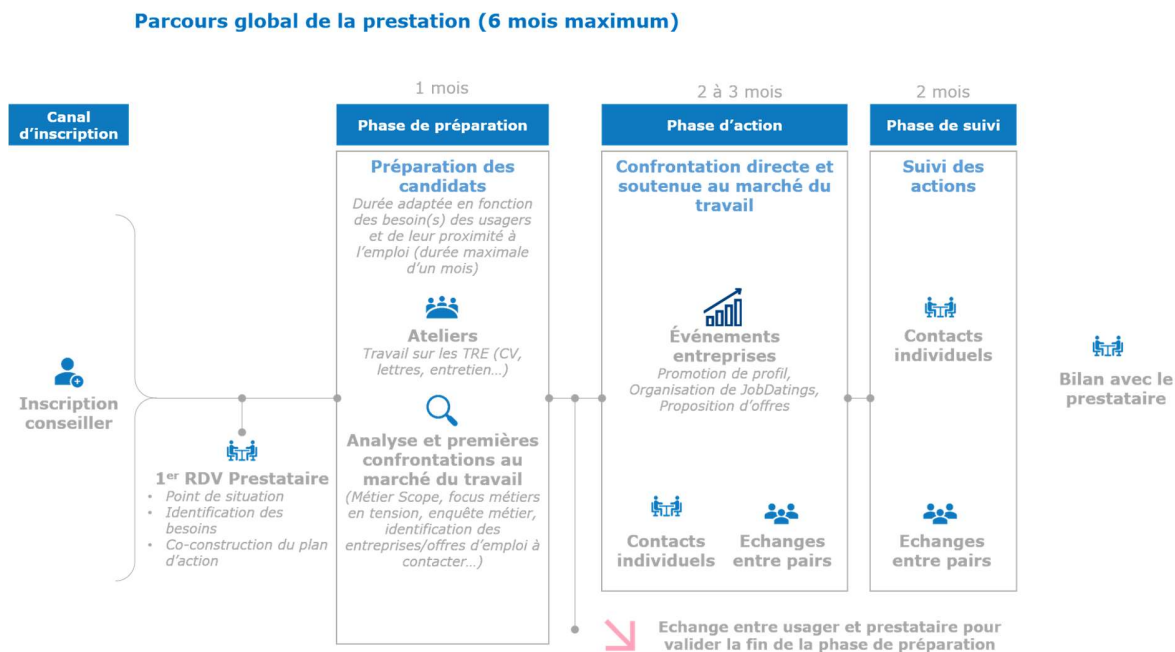 Parcours global de la prestation (6 mois maximum)
Canal
d’inscription
Inscription
conseiller
1er RDV Prestataire
• Point de situation
• Identification des
besoins
• Co-construction du plan
d’action
1 mois
Phase de préparation
Préparation des
candidats
Durée adaptée en fonction
des besoin(s) des usagers
et de leur proximité à
l’emploi (durée maximale
d’un mois)
Ateliers
Travail sur les TRE (CV,
lettres, entretien…)
Analyse et premières
confrontations au
marché du travail
(Métier Scope, focus métiers
en tension, enquête métier,
identification des
entreprises/offres d’emploi à
contacter…)
2 à 3 mois
Phase d’action
Confrontation directe et
soutenue au marché du
travail
Événements
entreprises
Promotion de profil,
Organisation de JobDatings,
Proposition d’offres
Contacts
individuels
Echanges
entre pairs
2 mois
Phase de suivi
Suivi des
actions
Contacts
individuels
Echanges
entre pairs
Bilan avec le
prestataire
Echange entre usager et prestataire pour
valider la fin de la phase de préparation